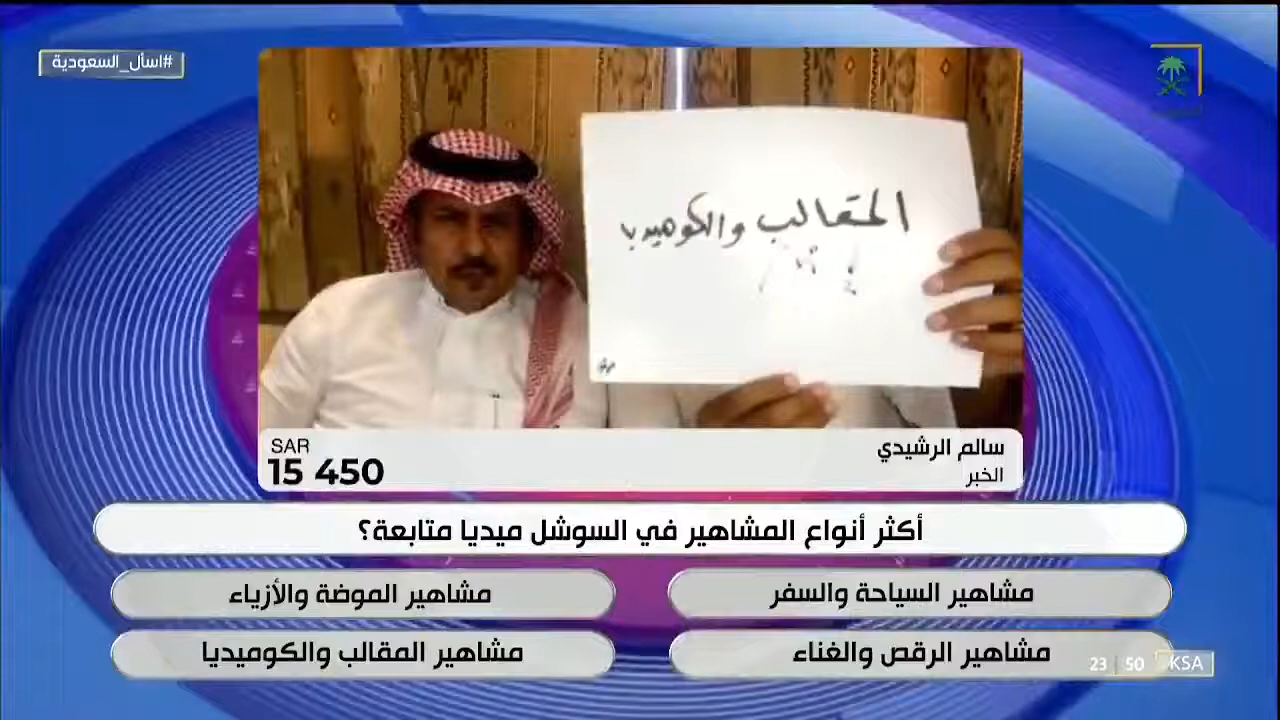 #اسأل_السعودية
المقالب والكوميديا
سالم الرشيدي
الخبر
SAR
15 450
أكثر أنواع المشاهير في السوشل ميديا متابعة؟
مشاهير السياحة والسفر
مشاهير الموضة والأزياء
مشاهير الرقص والغناء
مشاهير المقالب والكوميديا
23 50 KSA